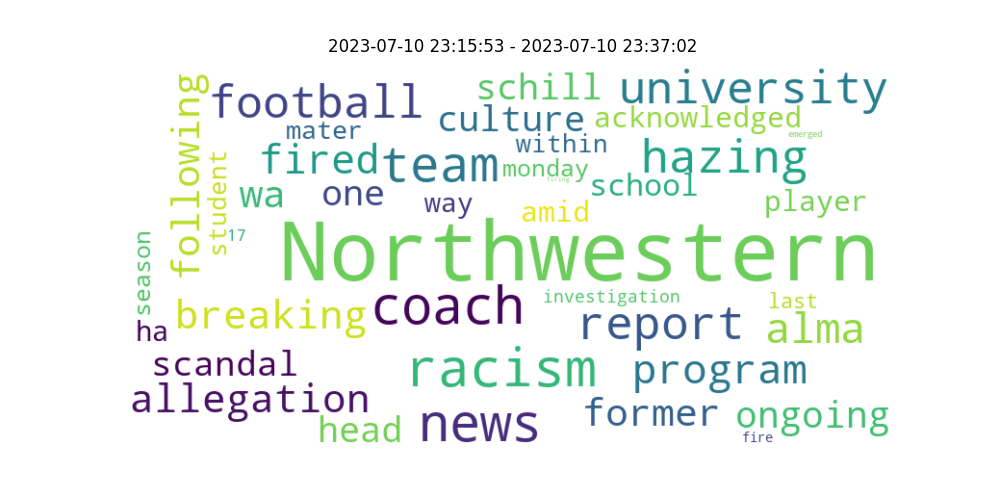 2023-07-10 23:15:53 - 2023-07-10 23:37:02
following
football
schill
university
mater
culture
acknowledged
emerged
student
fired
team
within
monday
firing
hazing
wa
one
way
amid
school
player
17
Northwestern
season
ha
breaking
coach
investigation
report
last
alma
scandal
racism
program
allegation
head
news
former
ongoing
fire